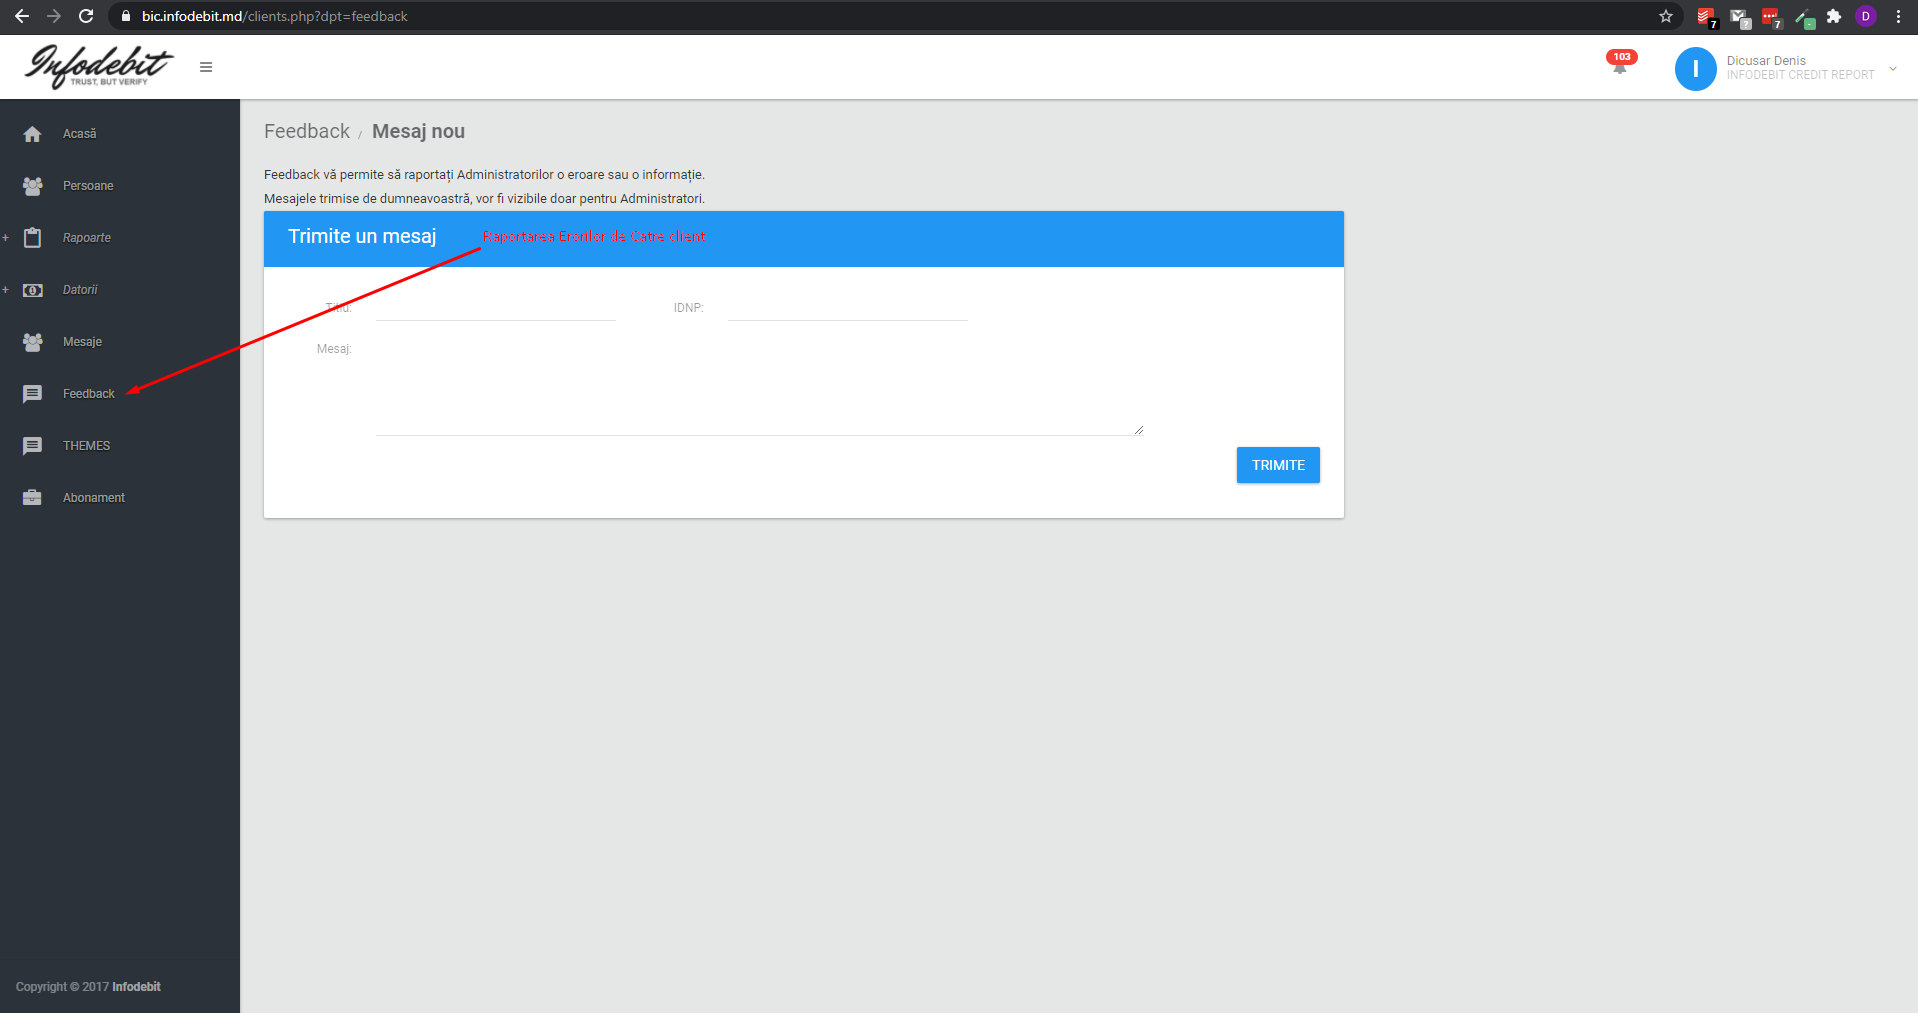 bic.infodebit.md/clients.php?dpt=feedback
7
?
7
-
D
Infodebit
TRUST, BUT VERIFY
103
I
Dicusar Denis
INFODEBIT CREDIT REPORT
Acasă
Persoane
+ Rapoarte
+ Datorii
Mesaje
Feedback
THEMES
Abonament
Copyright © 2017 Infodebit
Feedback / Mesaj nou
Feedback vă permite să raportați Administratorilor o eroare sau o informație.
Mesajele trimise de dumneavoastră, vor fi vizibile doar pentru Administratori.
Trimite un mesaj
Raportarea Erorilor de Catre client
Titlu:
IDNP:
Mesaj:
TRIMITE